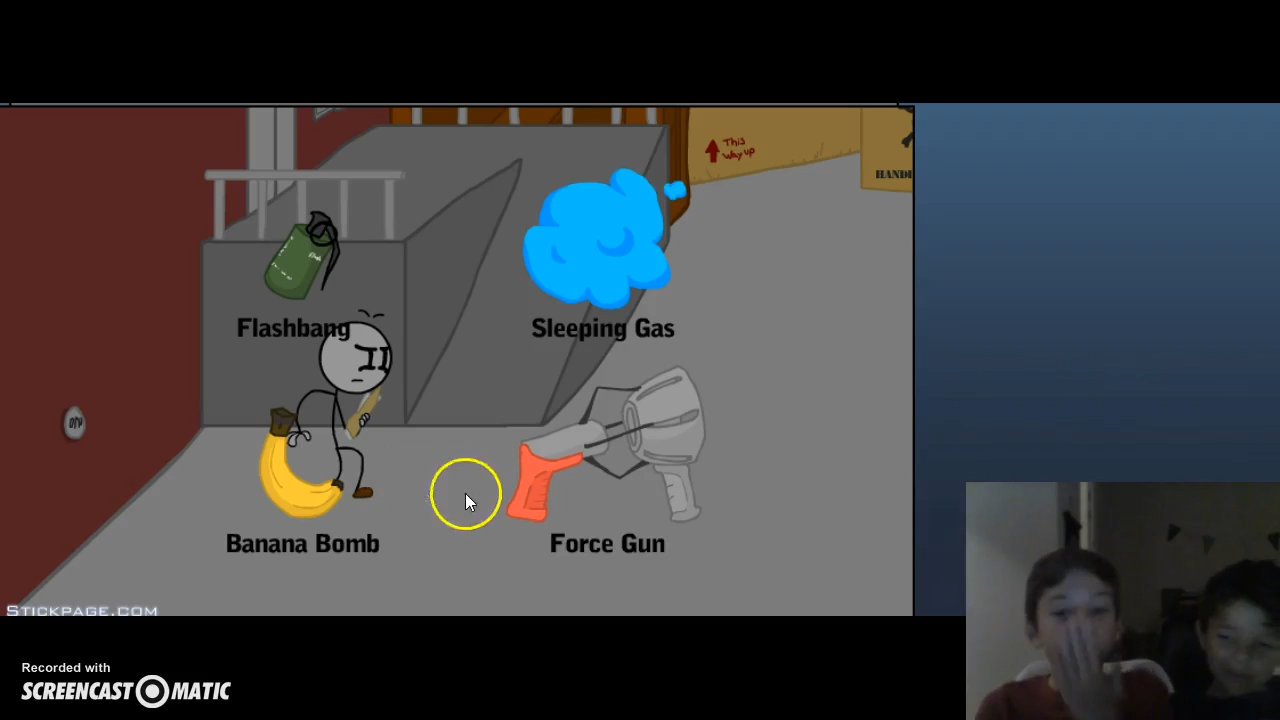 This
way up
HANDL
Flashbang
Sleeping Gas
Banana Bomb
Force Gun
STICKPAGE.COM
Recorded with
SCREENCAST MATIC